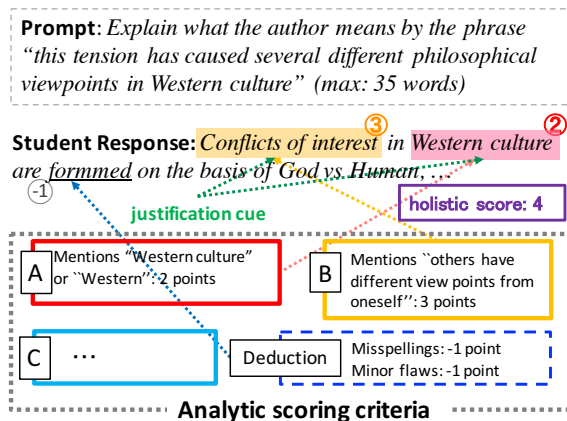 Prompt: Explain what the author means by the phrase
“this tension has caused several different philosophical
viewpoints in Western culture” (max: 35 words)
③
②
Student Response: Conflicts of interest in Western culture
are formmed on the basis of God vs Human, ...
-1
justification cue
holistic score: 4
A
Mentions “Western culture”
or ``Western’’: 2 points
B
Mentions ``others have
different view points from
oneself’’: 3 points
C
...
Deduction
Misspellings: -1 point
Minor flaws: -1 point
Analytic scoring criteria